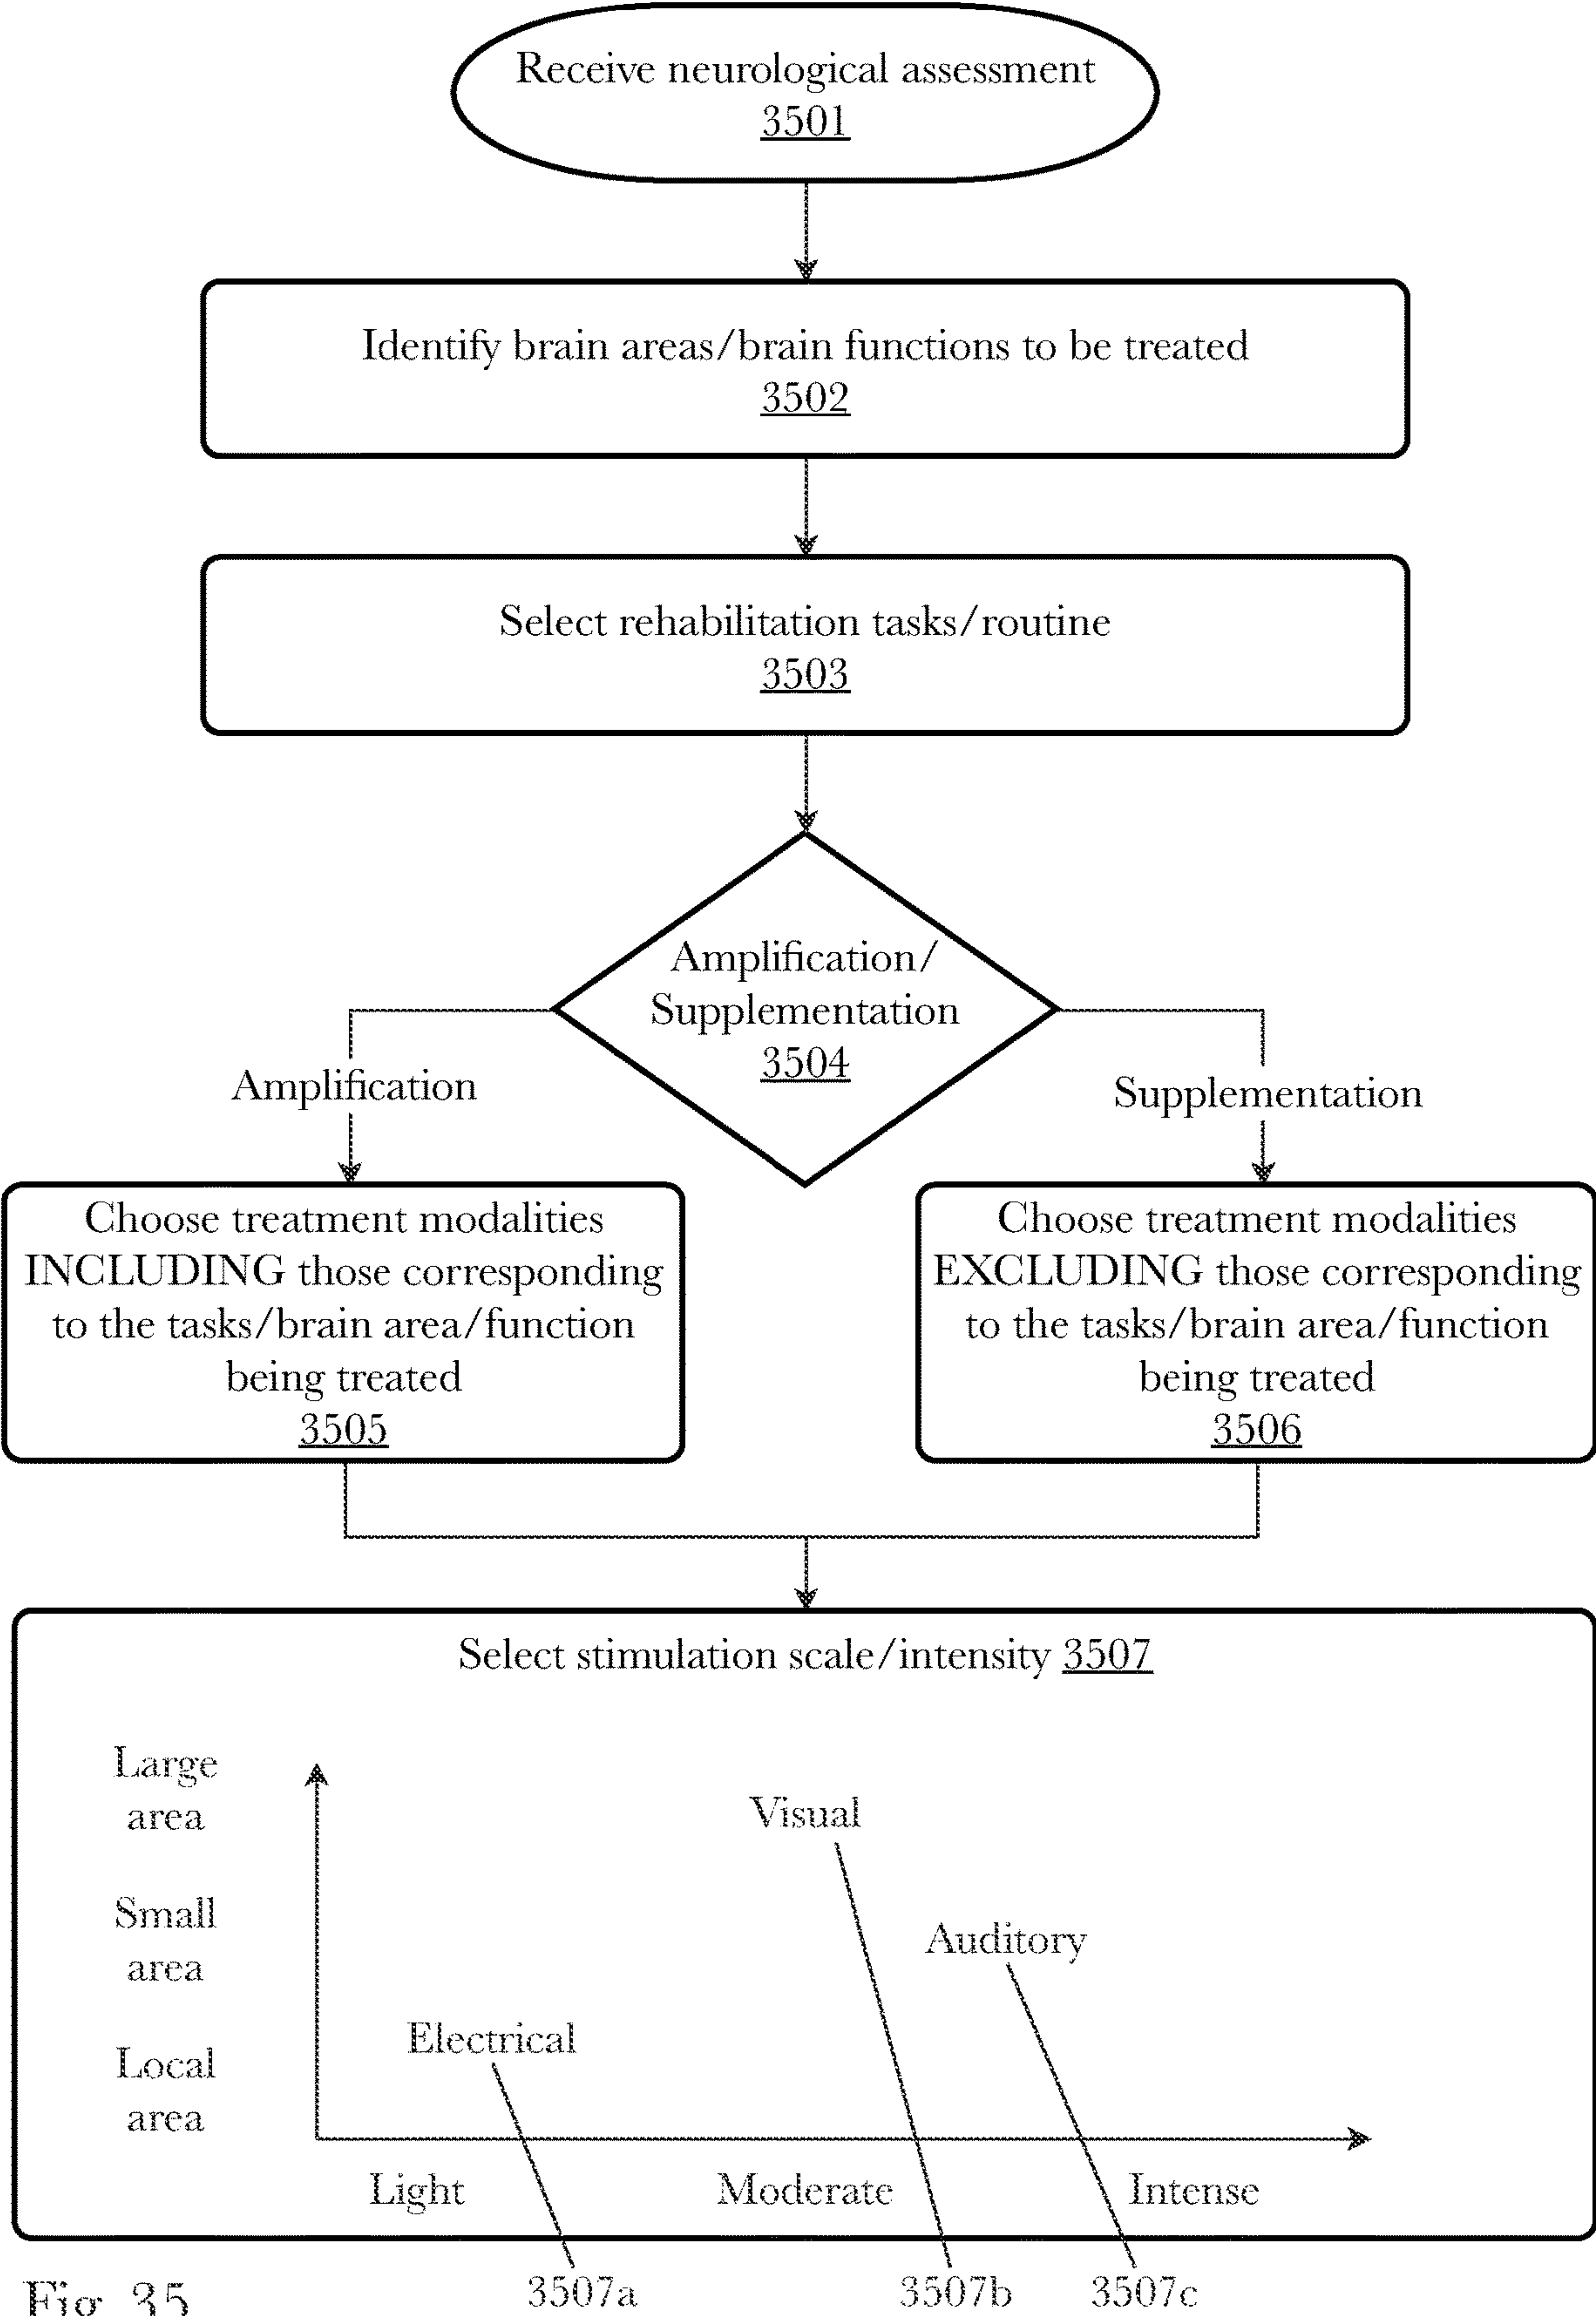 Receive neurological assessment
3501
Identify brain areas/brain functions to be treated
3502
Select rehabilitation tasks/routine
3503
Amplification/
Supplementation
3504
Amplification
Supplementation
Choose treatment modalities
INCLUDING those corresponding
to the tasks/brain area/function
being treated
3505
Choose treatment modalities
EXCLUDING those corresponding
to the tasks/brain area/function
being treated
3506
Select stimulation scale/intensity 3507
Large
area
Visual
Small
area
Auditory
Electrical
Local
area
Light
Moderate
Intense
3507a
3507b
3507c
Fig. 35